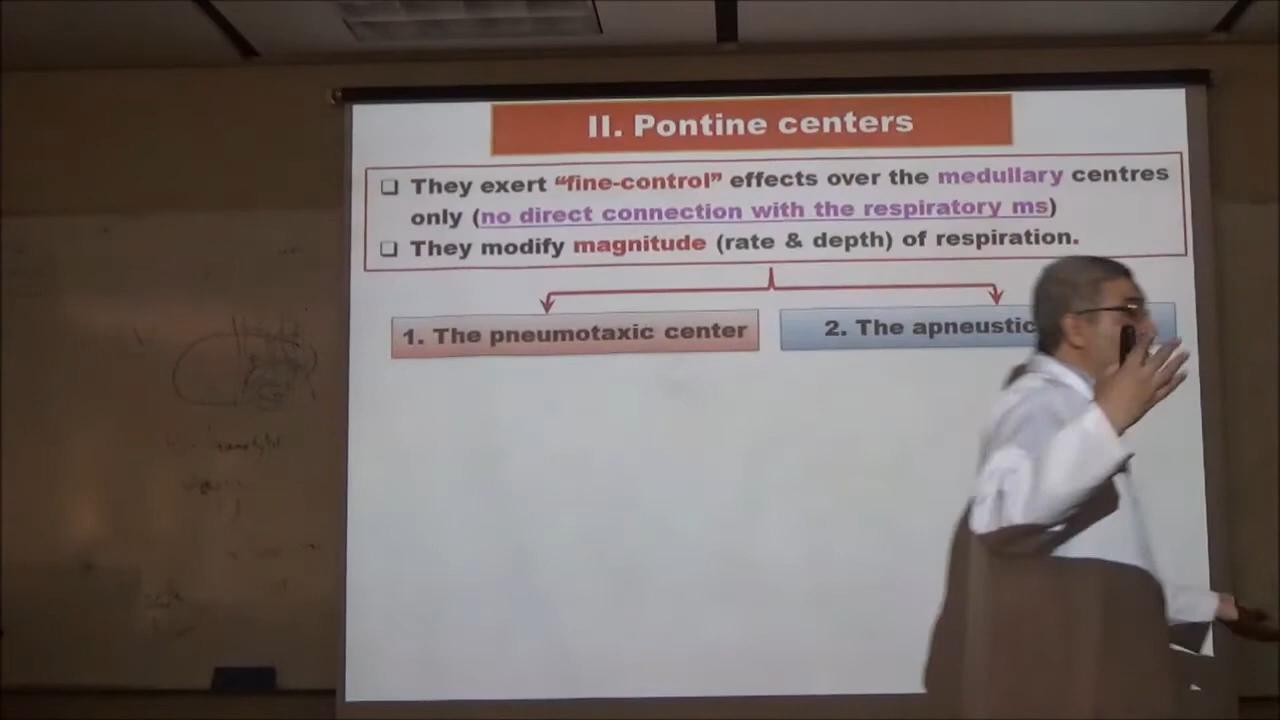 II. Pontine centers
❑ They exert “fine-control” effects over the medullary centres
only (no direct connection with the respiratory ms)
❑ They modify magnitude (rate & depth) of respiration.
1. The pneumotaxic center
2. The apneustic